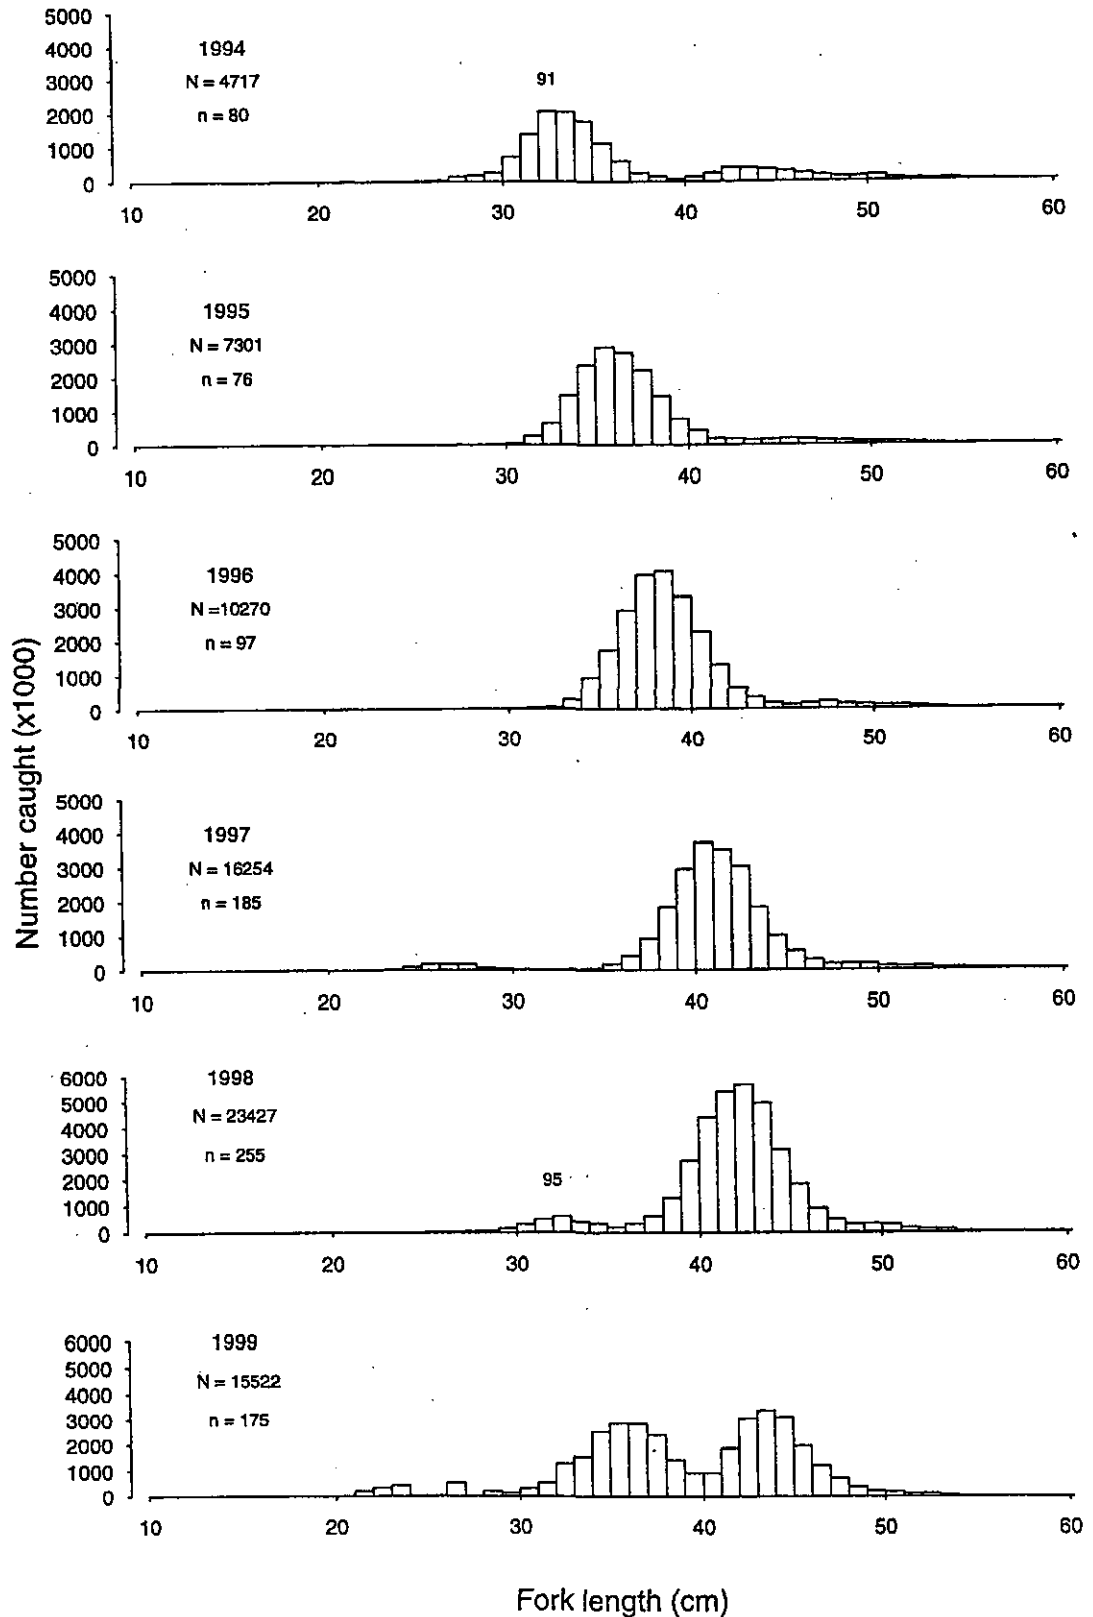 5000
4000
3000
2000
1000
0
1994
N = 4717
n = 80
91
10 20 30 40 50 60
5000
4000
3000
2000
1000
0
1995
N = 7301
n = 76
10 20 30 40 50 60
5000
4000
3000
2000
1000
0
1996
N =10270
n = 97
10 20 30 40 50 60
Number caught (x1000)
5000
4000
3000
2000
1000
0
1997
N = 16254
n = 185
10 20 30 40 50 60
6000
5000
4000
3000
2000
1000
0
1998
N = 23427
n = 255
95
10 20 30 40 50 60
6000
5000
4000
3000
2000
1000
0
1999
N = 15522
n = 175
10 20 30 40 50 60
Fork length (cm)